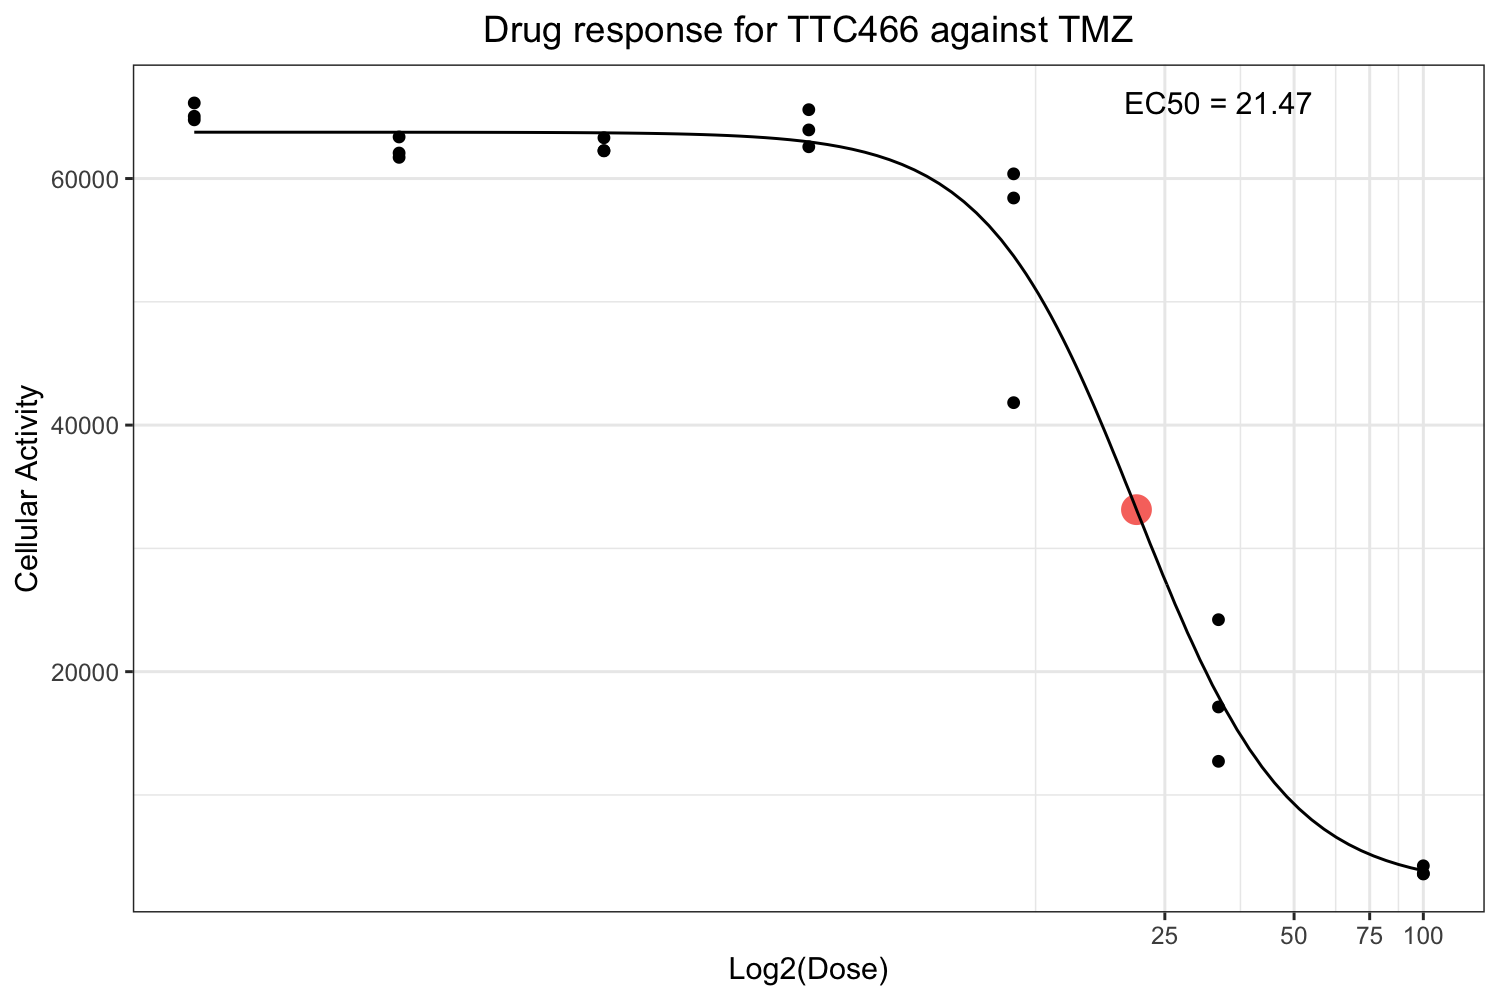 Drug response for TTC466 against TMZ
EC50 = 21.47
60000
40000
20000
Cellular Activity
25 50 75 100
Log2(Dose)